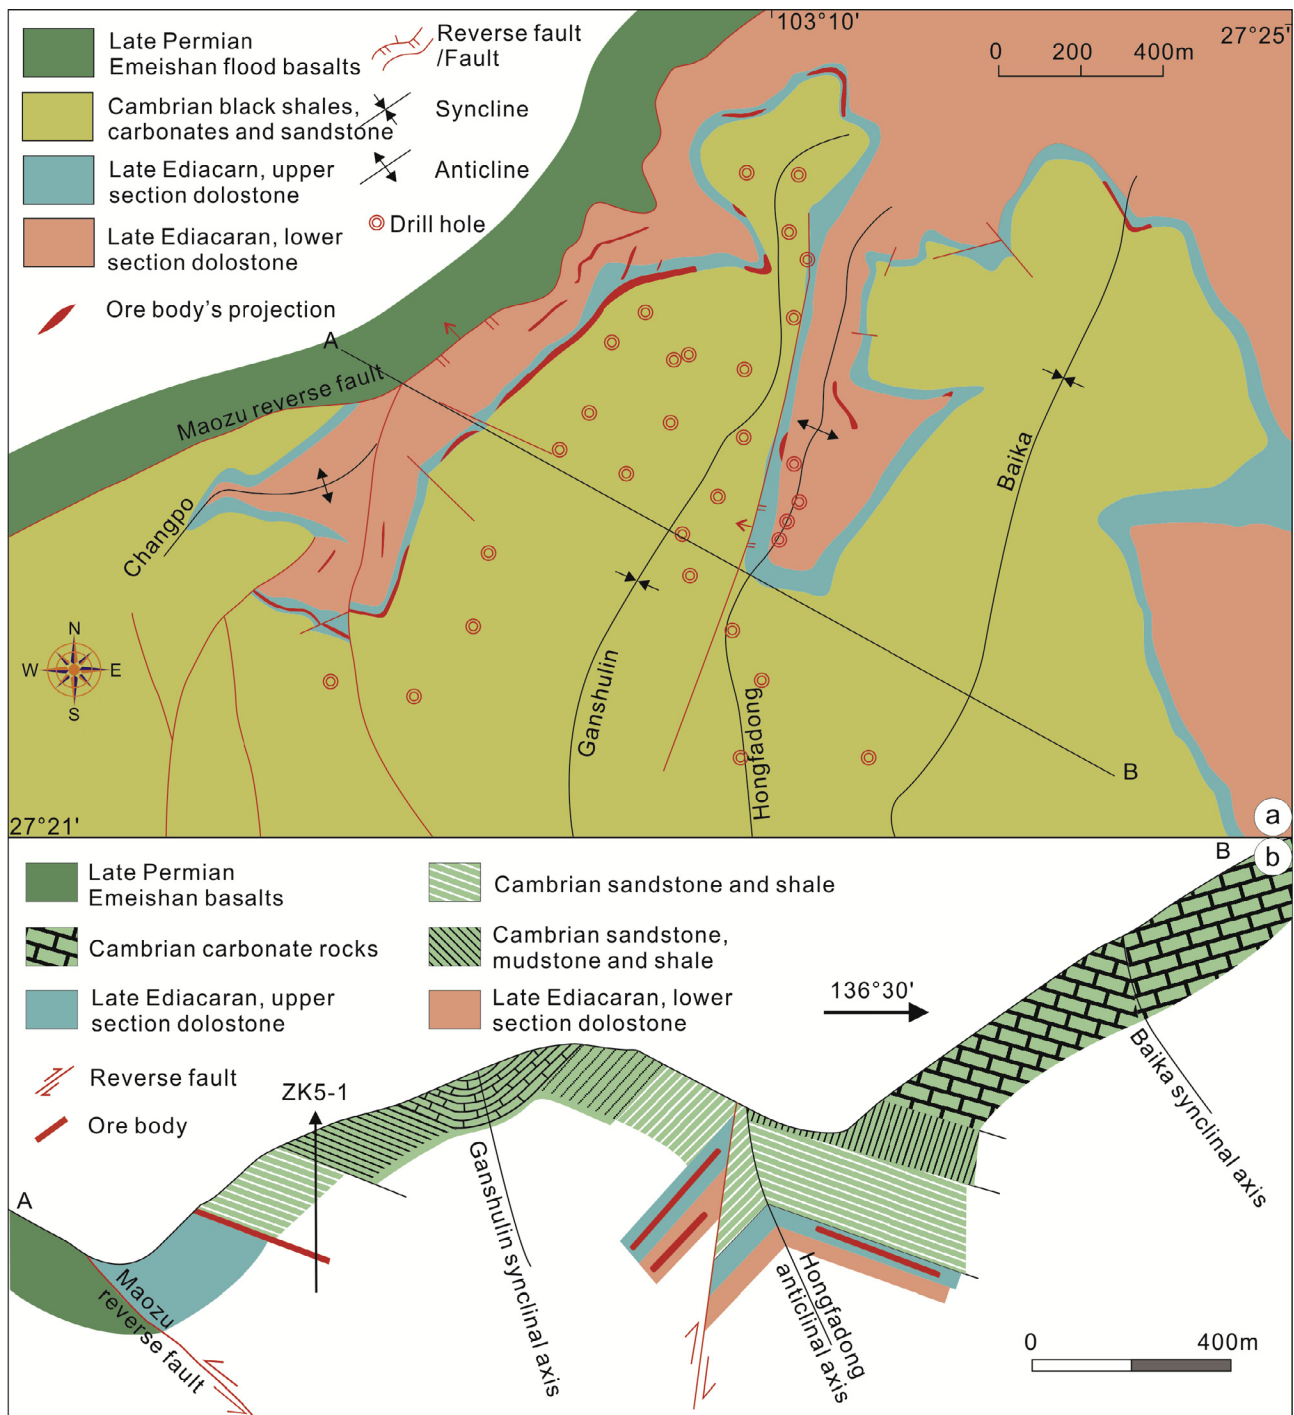 103°10'
27°25'
Late Permian
Emeishan flood basalts
Reverse fault
/Fault
0 200 400m
Cambrian black shales,
carbonates and sandstone
Syncline
Late Ediacarn, upper
section dolostone
Anticline
Late Ediacaran, lower
section dolostone
Drill hole
Ore body's projection
A
Maozu reverse fault
Changpo
Baika
N
W E
S
Ganshulin
Hongfadong
B
27°21'
a
b
B
Late Permian
Emeishan basalts
Cambrian sandstone and shale
Cambrian carbonate rocks
Cambrian sandstone,
mudstone and shale
Late Ediacaran, upper
section dolostone
Late Ediacaran, lower
section dolostone
136°30'
Reverse fault
Ore body
ZK5-1
A
Maozu
reverse fault
Ganshulin synclinal axis
Hongfadong
anticlinal axis
Baika synclinal axis
0 400m